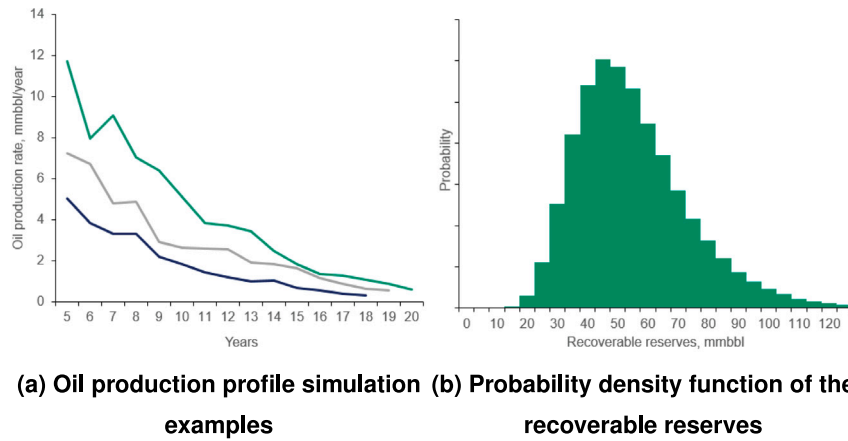 14
12
10
8
6
4
2
0
Oil production rate, mmbbl/year
5 6 7 8 9 10 11 12 13 14 15 16 17 18 19 20
Years
Probability
0 10 20 30 40 50 60 70 80 90 100 110 120
Recoverable reserves, mmbbl
(a) Oil production profile simulation
examples
(b) Probability density function of the
recoverable reserves